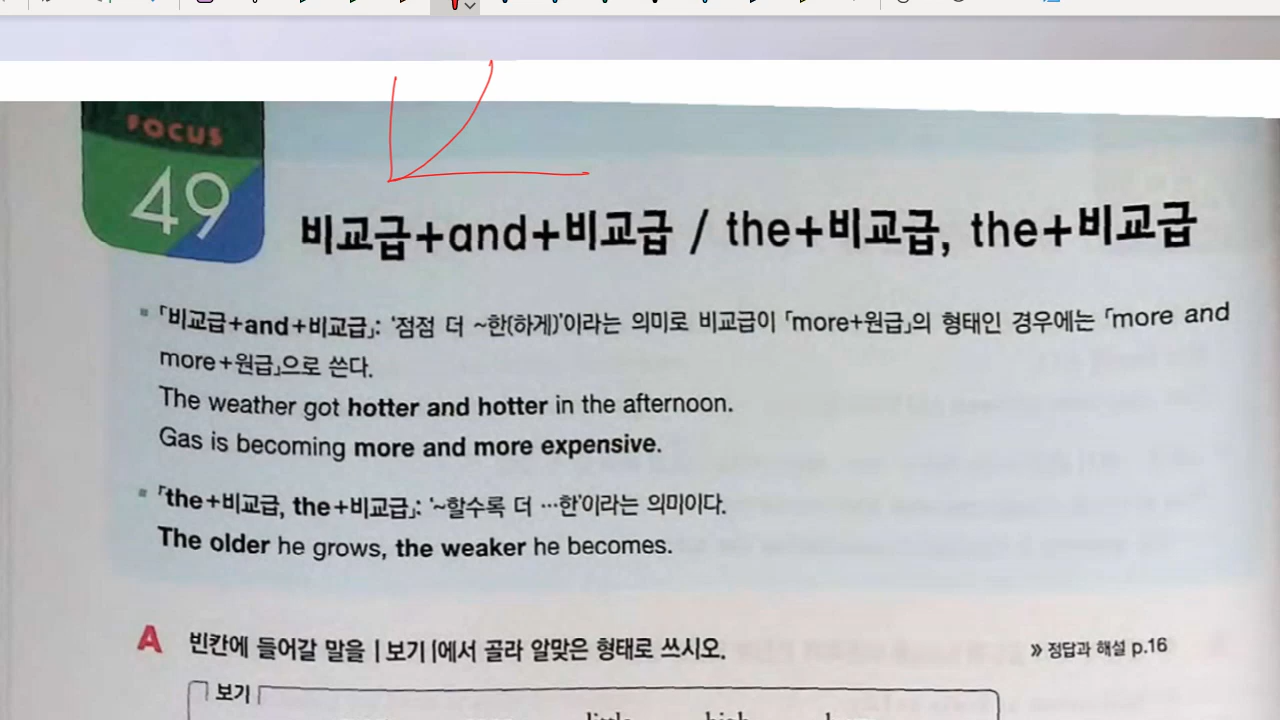 FOCUS
49
비교급+and+비교급 / the+비교급, the+비교급
▪ 「비교급+and+비교급」: ‘점점 더 ~한(하게)’이라는 의미로 비교급이 「more+원급」의 형태인 경우에는 「more and
more+원급」으로 쓴다.
The weather got hotter and hotter in the afternoon.
Gas is becoming more and more expensive.
▪ 「the+비교급, the+비교급」: ‘~할수록 더 …한’이라는 의미이다.
The older he grows, the weaker he becomes.
A 빈칸에 들어갈 말을 |보기|에서 골라 알맞은 형태로 쓰시오.
» 정답과 해설 p.16
보기
little high